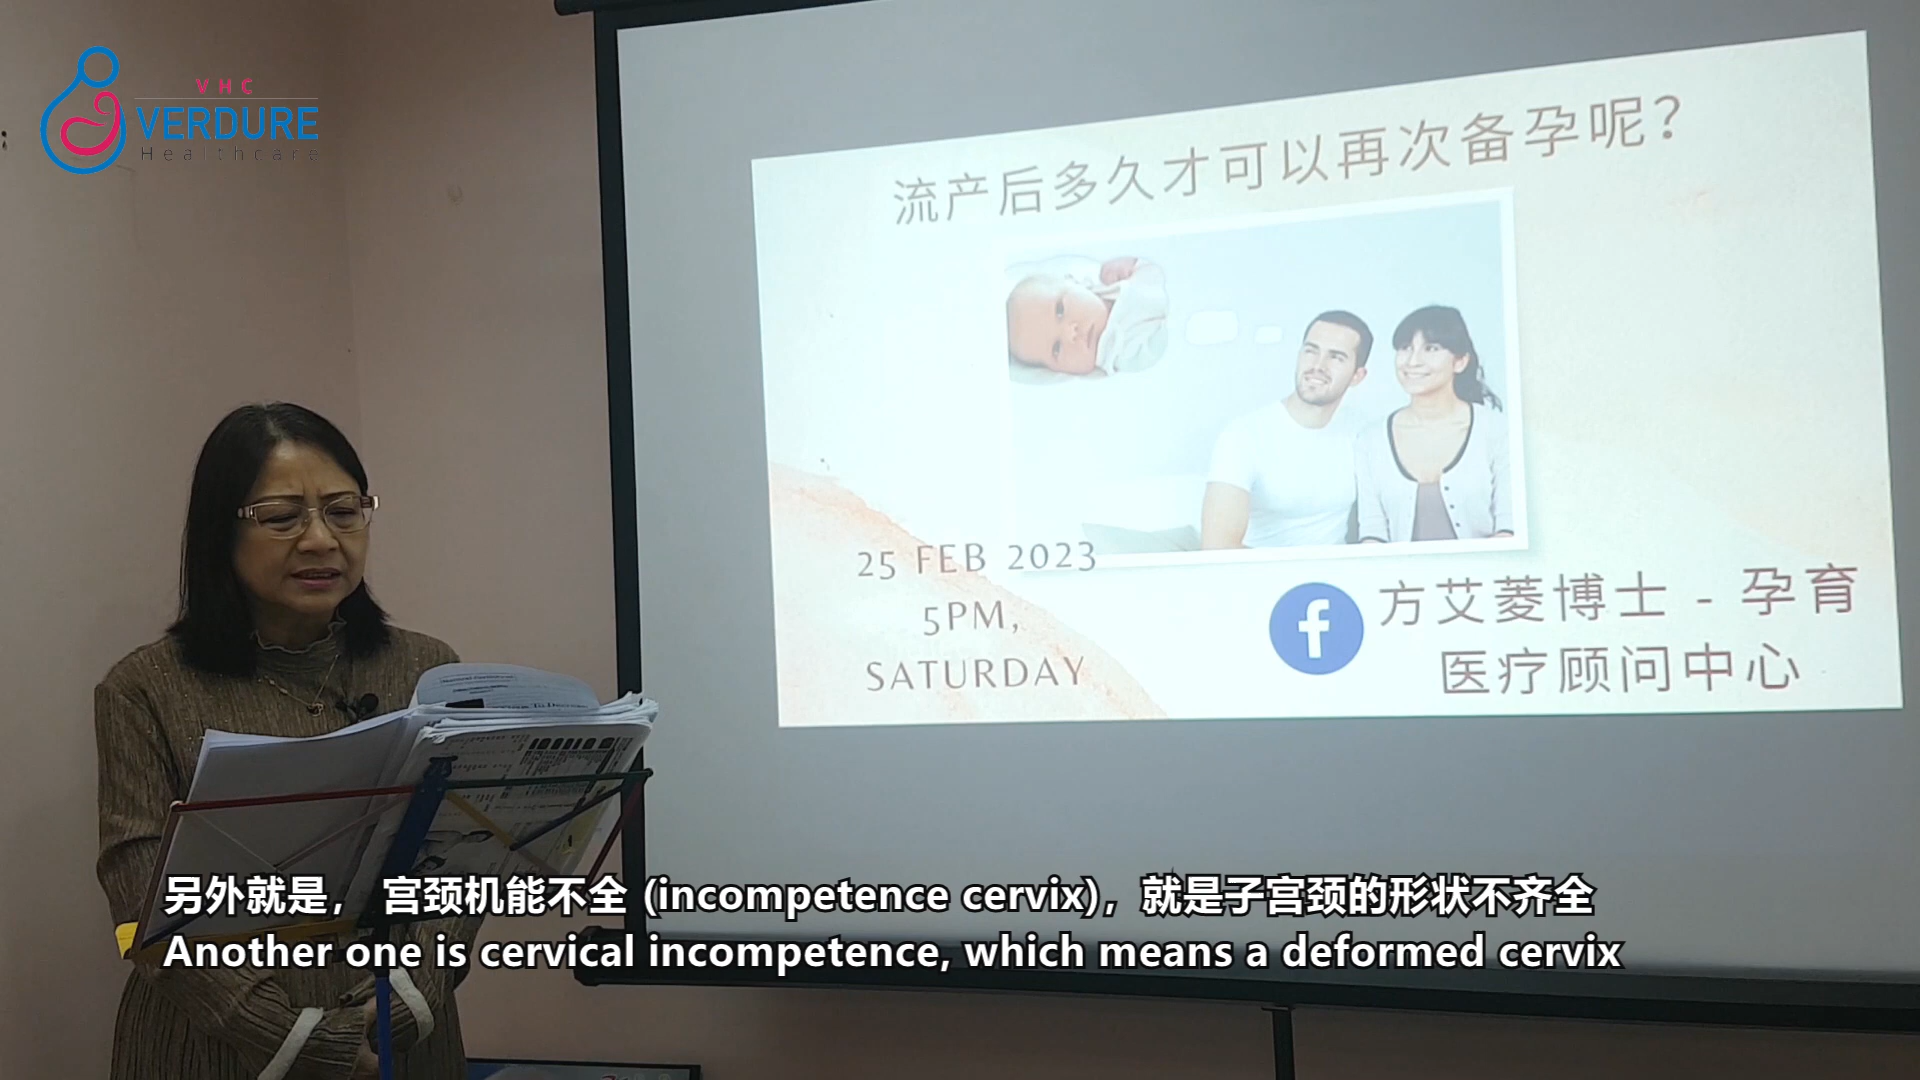 VHC
VERDURE
Healthcare
流产后多久才可以再次备孕呢？
25 FEB 2023
5PM,
SATURDAY
f
方艾菱博士 - 孕育
医疗顾问中心
另外就是， 宫颈机能不全 (incompetence cervix)，就是子宫颈的形状不齐全
Another one is cervical incompetence, which means a deformed cervix